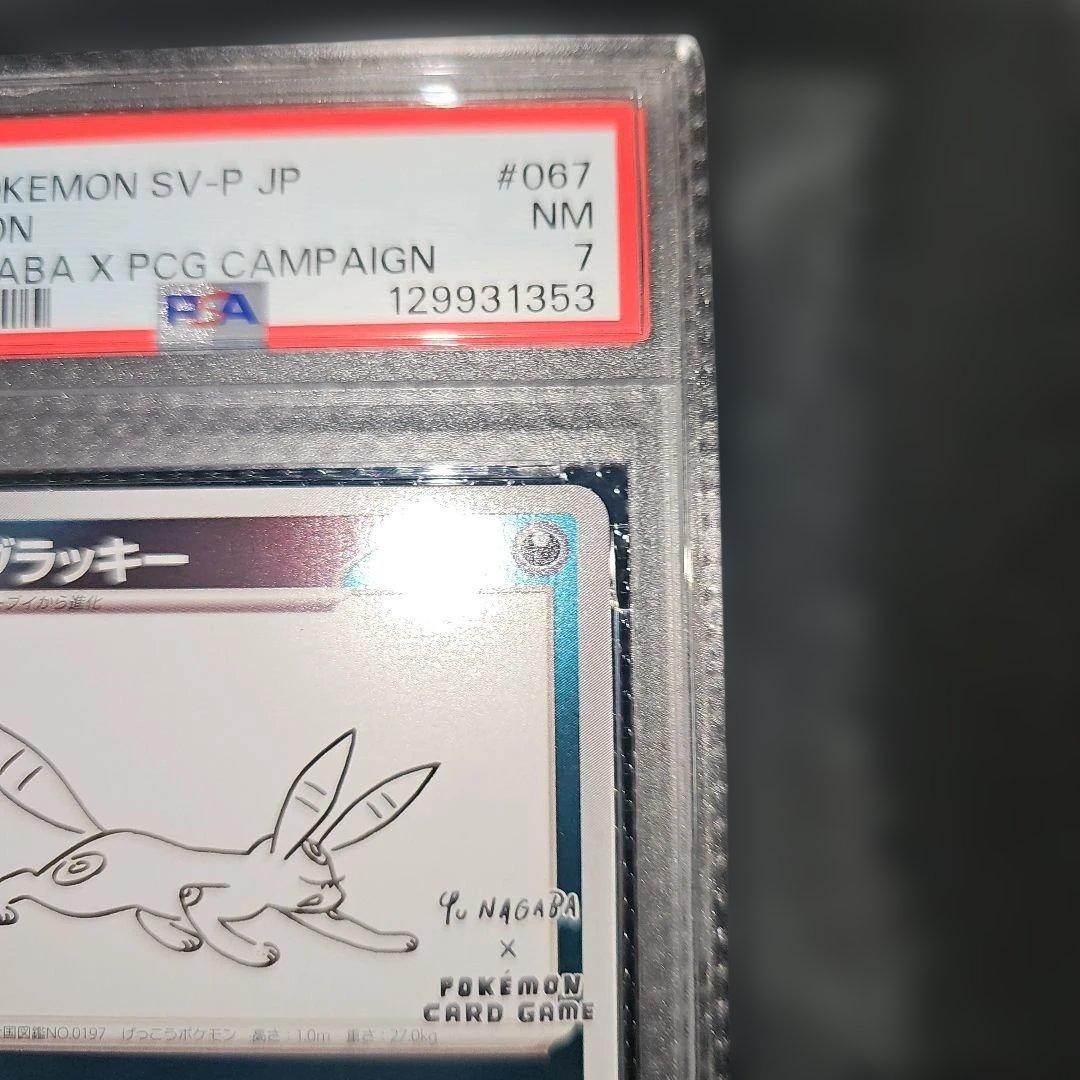 OKEMON SV-P JP #067
ON NM
ABA X PCG CAMPAIGN 7
PSA 129931353
ブラッキー
ーブイから進化
Yu NAGABA
×
POKÉMON
CARD GAME
国図鑑NO.0197 げっこうポケモン 高さ:1.0m 重さ:27.0kg